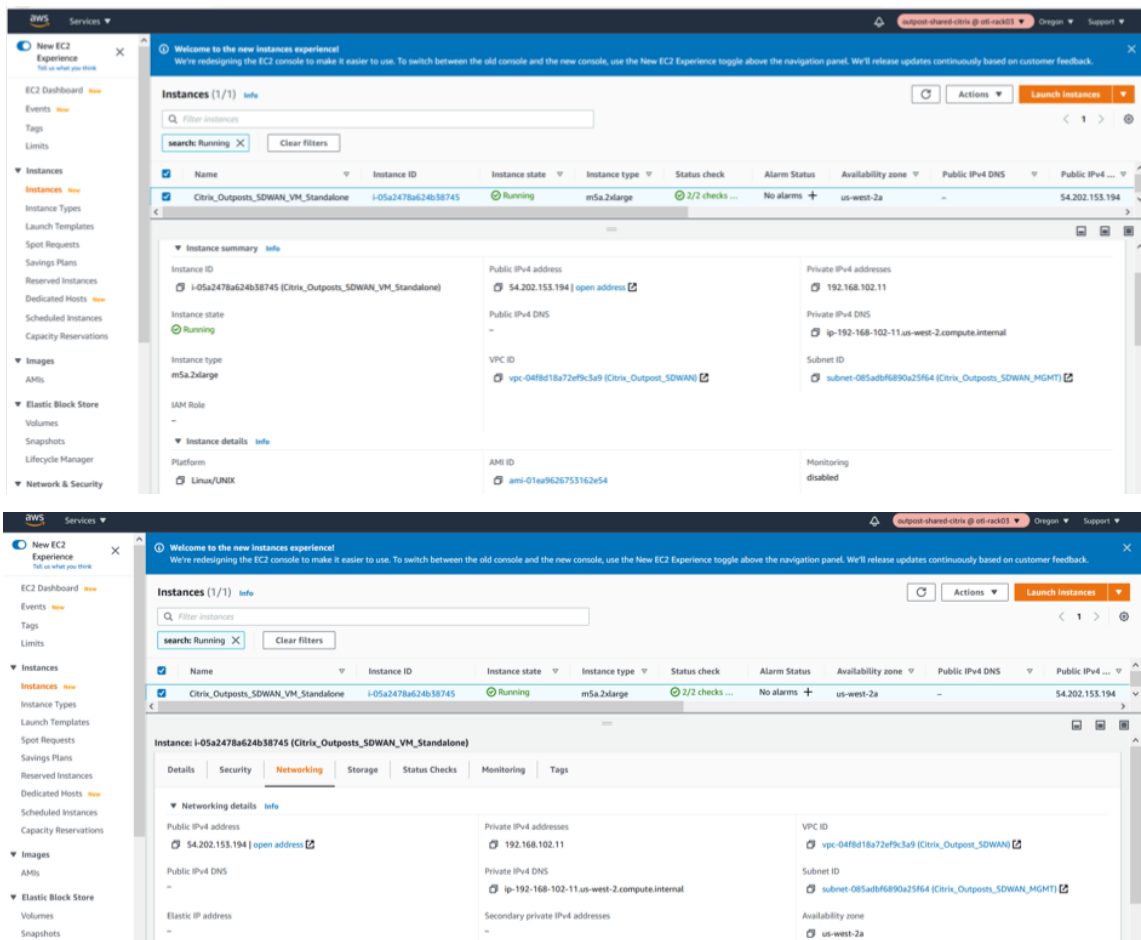 aws Services
outpost-shared-citrix @ otl-rack03 Oregon Support
New EC2 Experience
Tell us what you think
Welcome to the new instances experience!
We're redesigning the EC2 console to make it easier to use. To switch between the old console and the new console, use the New EC2 Experience toggle above the navigation panel. We'll release updates continuously based on customer feedback.
EC2 Dashboard New
Events New
Tags
Limits
Instances
Instances New
Instance Types
Launch Templates
Spot Requests
Savings Plans
Reserved Instances
Dedicated Hosts New
Scheduled Instances
Capacity Reservations
Images
AMIs
Elastic Block Store
Volumes
Snapshots
Lifecycle Manager
Network & Security
Instances (1/1) Info
Actions Launch instances
Filter instances
1
search: Running Clear filters
Name Instance ID Instance state Instance type Status check Alarm Status Availability zone Public IPv4 DNS Public IPv4 ...
Citrix_Outposts_SDWAN_VM_Standalone i-05a2478a624b38745 Running m5a.2xlarge 2/2 checks ... No alarms + us-west-2a – 54.202.153.194
Instance summary Info
Instance ID Public IPv4 address Private IPv4 addresses
i-05a2478a624b38745 (Citrix_Outposts_SDWAN_VM_Standalone) 54.202.153.194 | open address 192.168.102.11
Instance state Public IPv4 DNS Private IPv4 DNS
Running – ip-192-168-102-11.us-west-2.compute.internal
Instance type VPC ID Subnet ID
m5a.2xlarge vpc-04f8d18a72ef9c3a9 (Citrix_Outpost_SDWAN) subnet-085adbf6890a25f64 (Citrix_Outposts_SDWAN_MGMT)
IAM Role
–
Instance details Info
Platform AMI ID Monitoring
Linux/UNIX ami-01ea9626753162e54 disabled
aws Services
outpost-shared-citrix @ otl-rack03 Oregon Support
New EC2 Experience
Tell us what you think
Welcome to the new instances experience!
We're redesigning the EC2 console to make it easier to use. To switch between the old console and the new console, use the New EC2 Experience toggle above the navigation panel. We'll release updates continuously based on customer feedback.
EC2 Dashboard New
Events New
Tags
Limits
Instances
Instances New
Instance Types
Launch Templates
Spot Requests
Savings Plans
Reserved Instances
Dedicated Hosts New
Scheduled Instances
Capacity Reservations
Images
AMIs
Elastic Block Store
Volumes
Snapshots
Instances (1/1) Info
Actions Launch instances
Filter instances
1
search: Running Clear filters
Name Instance ID Instance state Instance type Status check Alarm Status Availability zone Public IPv4 DNS Public IPv4 ...
Citrix_Outposts_SDWAN_VM_Standalone i-05a2478a624b38745 Running m5a.2xlarge 2/2 checks ... No alarms + us-west-2a – 54.202.153.194
Instance: i-05a2478a624b38745 (Citrix_Outposts_SDWAN_VM_Standalone)
Details Security Networking Storage Status Checks Monitoring Tags
Networking details Info
Public IPv4 address Private IPv4 addresses VPC ID
54.202.153.194 | open address 192.168.102.11 vpc-04f8d18a72ef9c3a9 (Citrix_Outpost_SDWAN)
Public IPv4 DNS Private IPv4 DNS Subnet ID
– ip-192-168-102-11.us-west-2.compute.internal subnet-085adbf6890a25f64 (Citrix_Outposts_SDWAN_MGMT)
Elastic IP address Secondary private IPv4 addresses Availability zone
– – us-west-2a